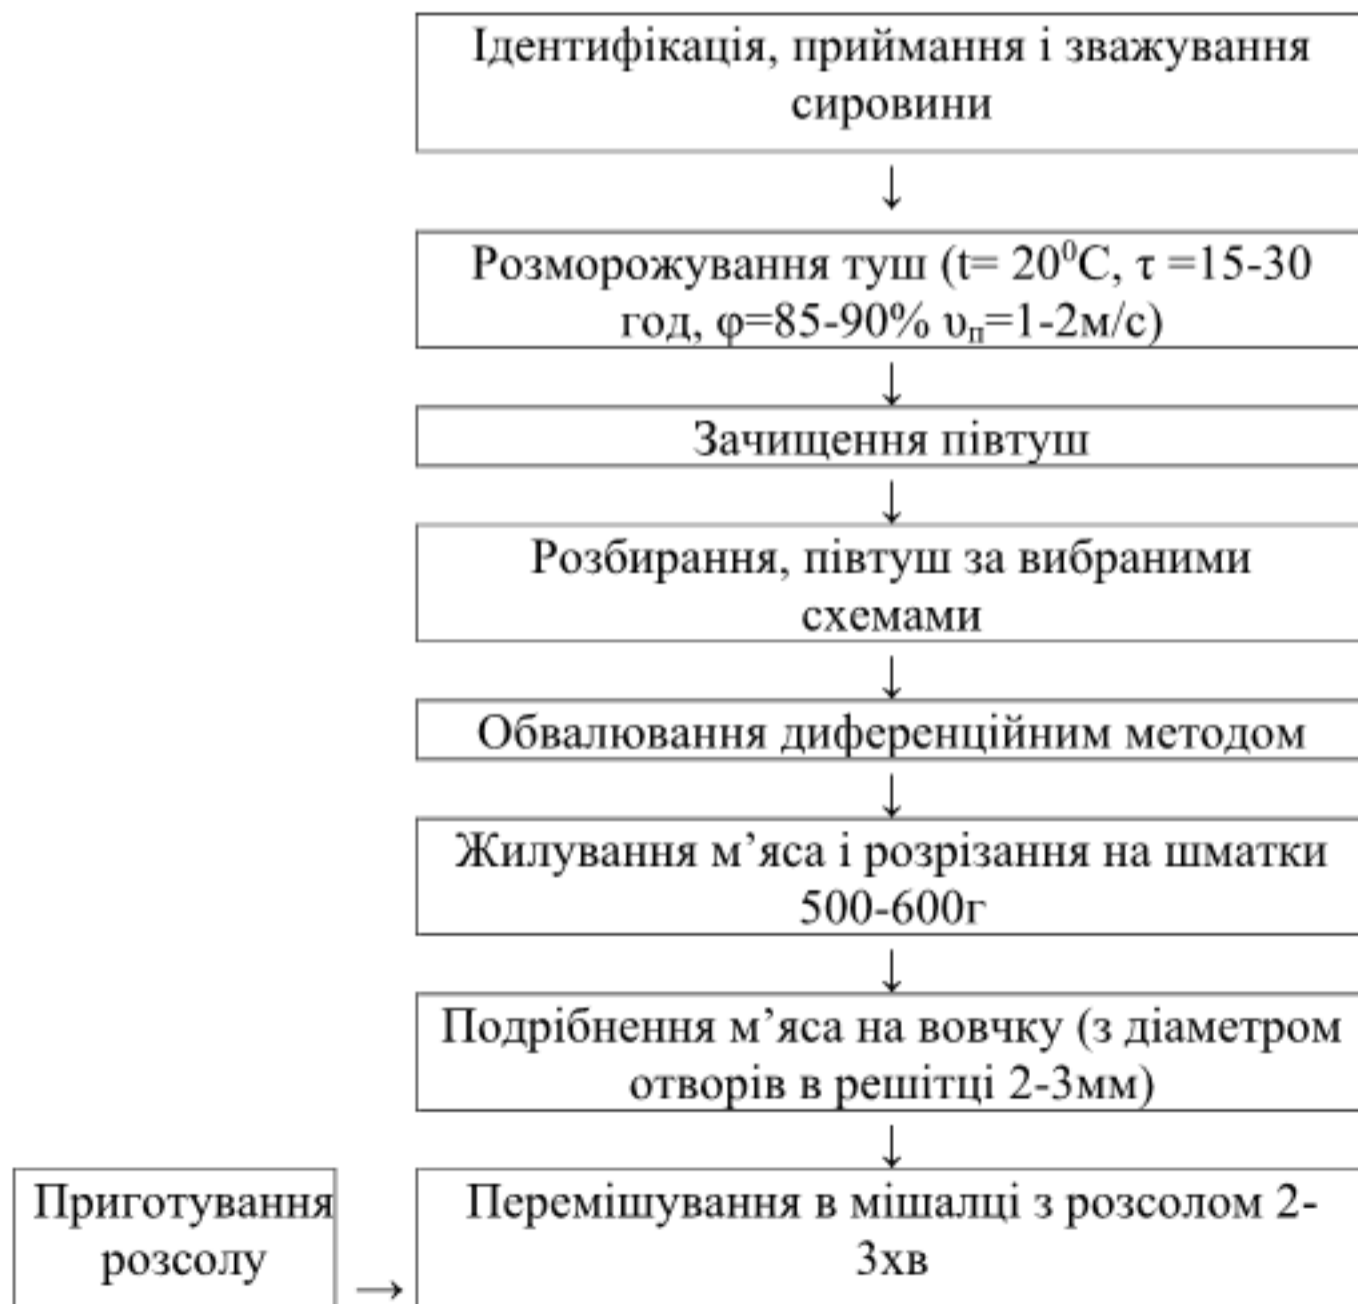 Ідентифікація, приймання і зважування
сировини
↓
Розморожування туш (t= 20⁰С, τ =15-30
год, φ=85-90% υₙ=1-2м/с)
↓
Зачищення півтуш
↓
Розбирання, півтуш за вибраними
схемами
↓
Обвалювання диференційним методом
↓
Жилування м’яса і розрізання на шматки
500-600г
↓
Подрібнення м’яса на вовчку (з діаметром
отворів в решітці 2-3мм)
↓
Приготування
розсолу
→
Перемішування в мішалці з розсолом 2-
3хв